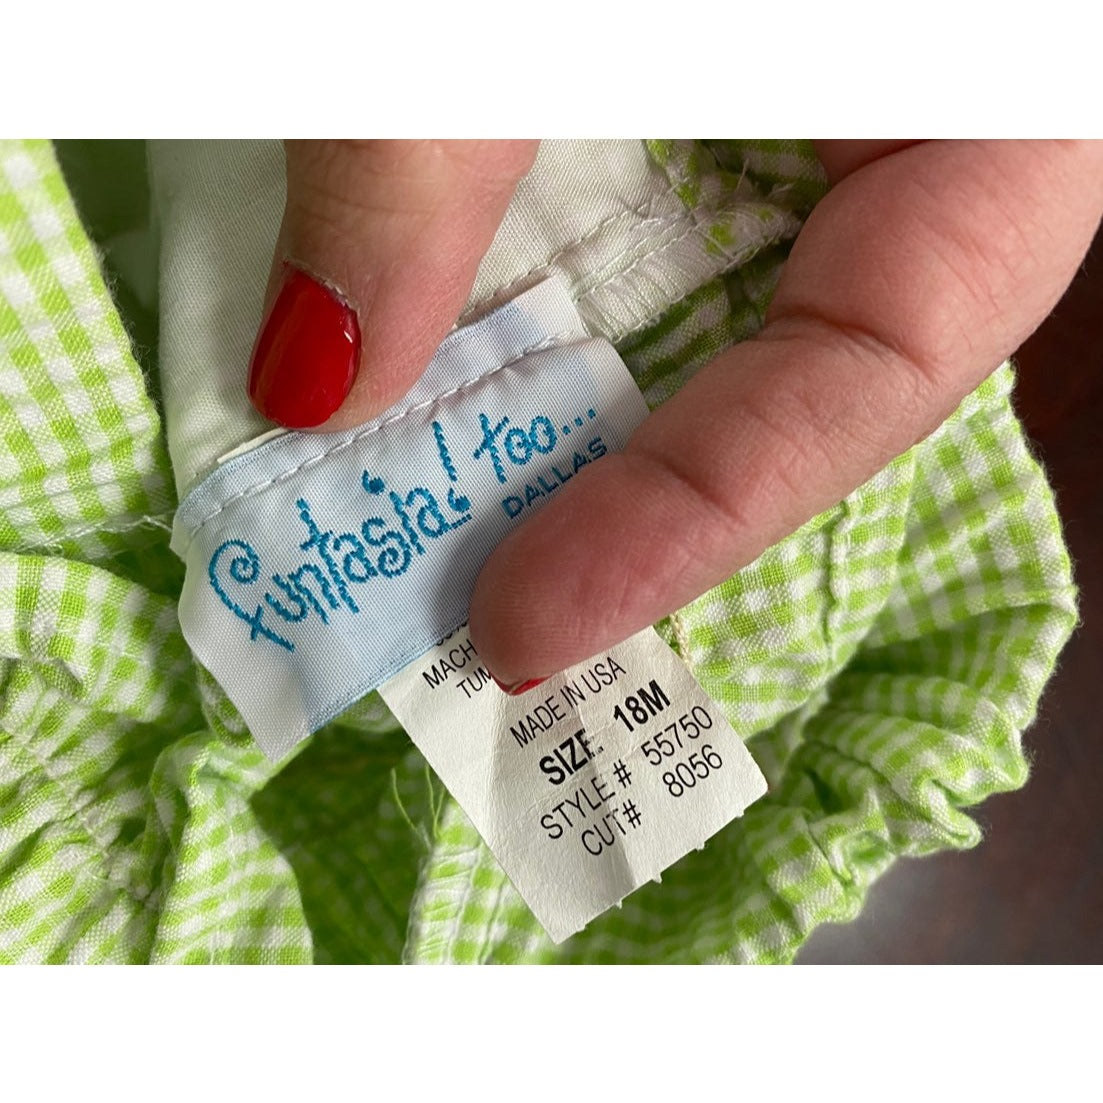 funtasia! too...
DALLAS
MADE IN USA
SIZE 18M
STYLE # 55750
CUT# 8056